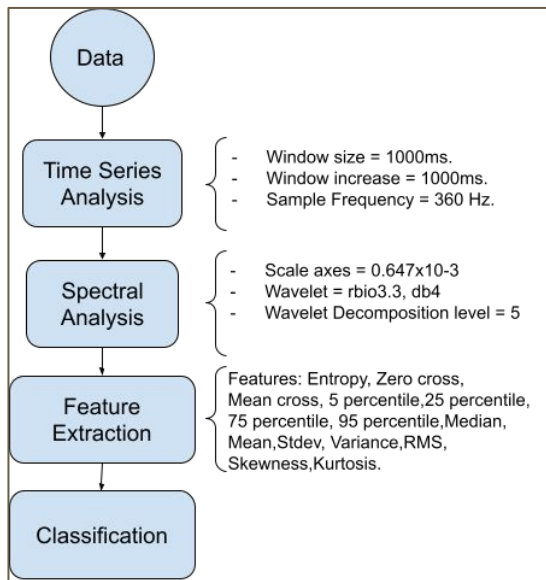 Data
Time Series
Analysis
- Window size = 1000ms.
- Window increase = 1000ms.
- Sample Frequency = 360 Hz.
Spectral
Analysis
- Scale axes = 0.647x10-3
- Wavelet = rbio3.3, db4
- Wavelet Decomposition level = 5
Feature
Extraction
Features: Entropy, Zero cross,
Mean cross, 5 percentile,25 percentile,
75 percentile, 95 percentile,Median,
Mean,Stdev, Variance,RMS,
Skewness,Kurtosis.
Classification